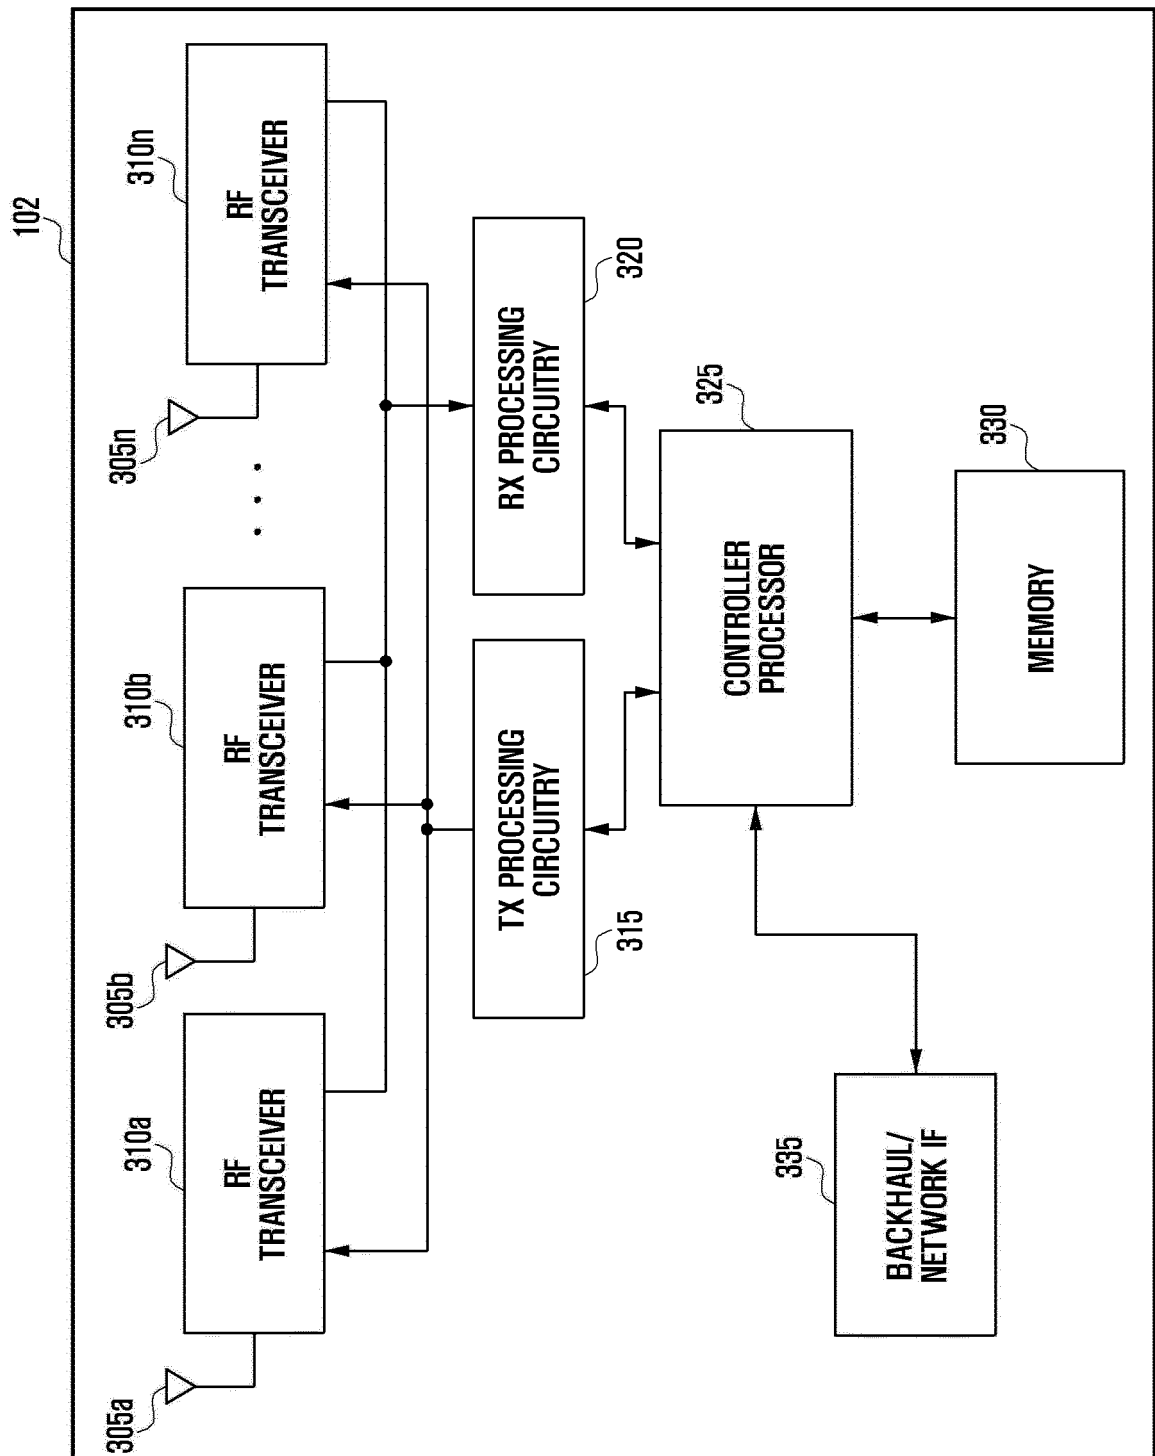 102
305a
310a
RF
TRANSCEIVER
305b
310b
RF
TRANSCEIVER
. . .
305n
310n
RF
TRANSCEIVER
TX PROCESSING
CIRCUITRY
315
RX PROCESSING
CIRCUITRY
320
325
CONTROLLER
PROCESSOR
335
BACKHAUL/
NETWORK IF
330
MEMORY